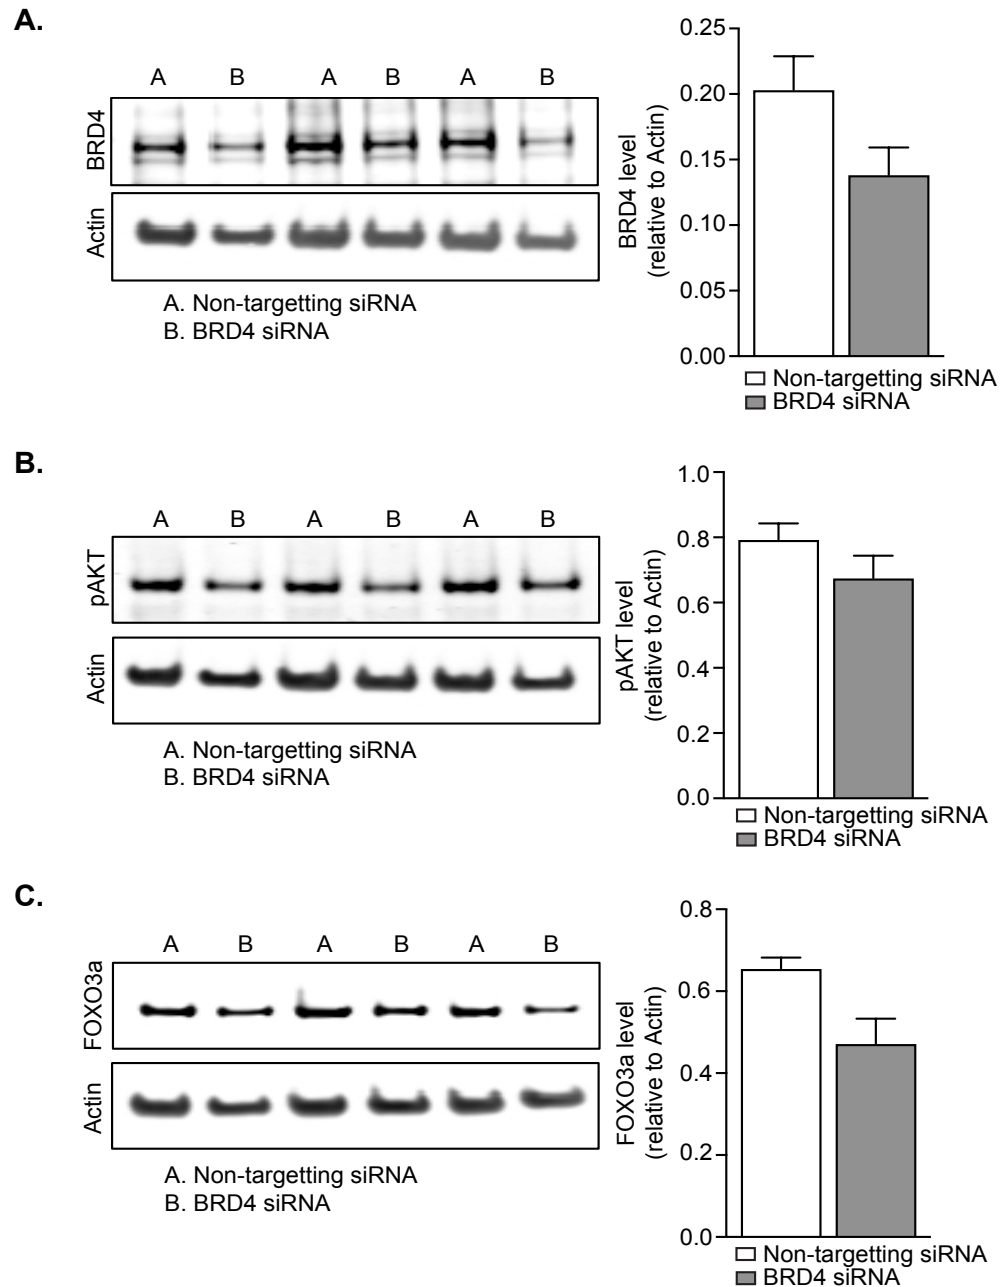 A.
A B A B A B
BRD4
Actin
A. Non-targetting siRNA
B. BRD4 siRNA
BRD4 level
(relative to Actin)
0.25
0.20
0.15
0.10
0.05
0.00
Non-targetting siRNA
BRD4 siRNA
B.
A B A B A B
pAKT
Actin
A. Non-targetting siRNA
B. BRD4 siRNA
pAKT level
(relative to Actin)
1.0
0.8
0.6
0.4
0.2
0.0
Non-targetting siRNA
BRD4 siRNA
C.
A B A B A B
FOXO3a
Actin
A. Non-targetting siRNA
B. BRD4 siRNA
FOXO3a level
(relative to Actin)
0.8
0.6
0.4
0.2
0.0
Non-targetting siRNA
BRD4 siRNA